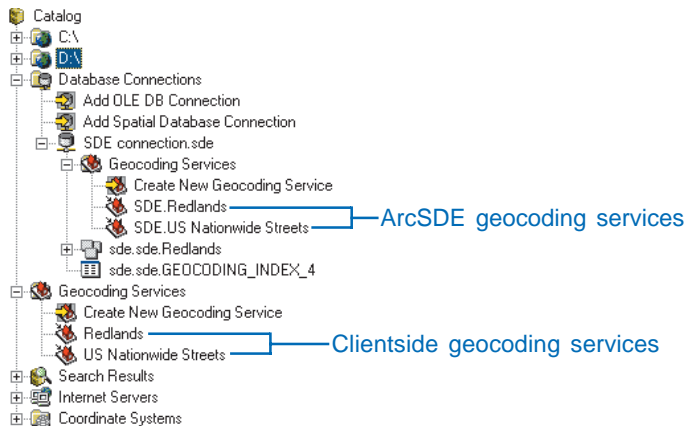 Catalog
C:\
D:\
Database Connections
Add OLE DB Connection
Add Spatial Database Connection
SDE connection.sde
Geocoding Services
Create New Geocoding Service
SDE.Redlands
SDE.US Nationwide Streets
ArcSDE geocoding services
sde.sde.Redlands
sde.sde.GEOCODING_INDEX_4
Geocoding Services
Create New Geocoding Service
Redlands
US Nationwide Streets
Clientside geocoding services
Search Results
Internet Servers
Coordinate Systems